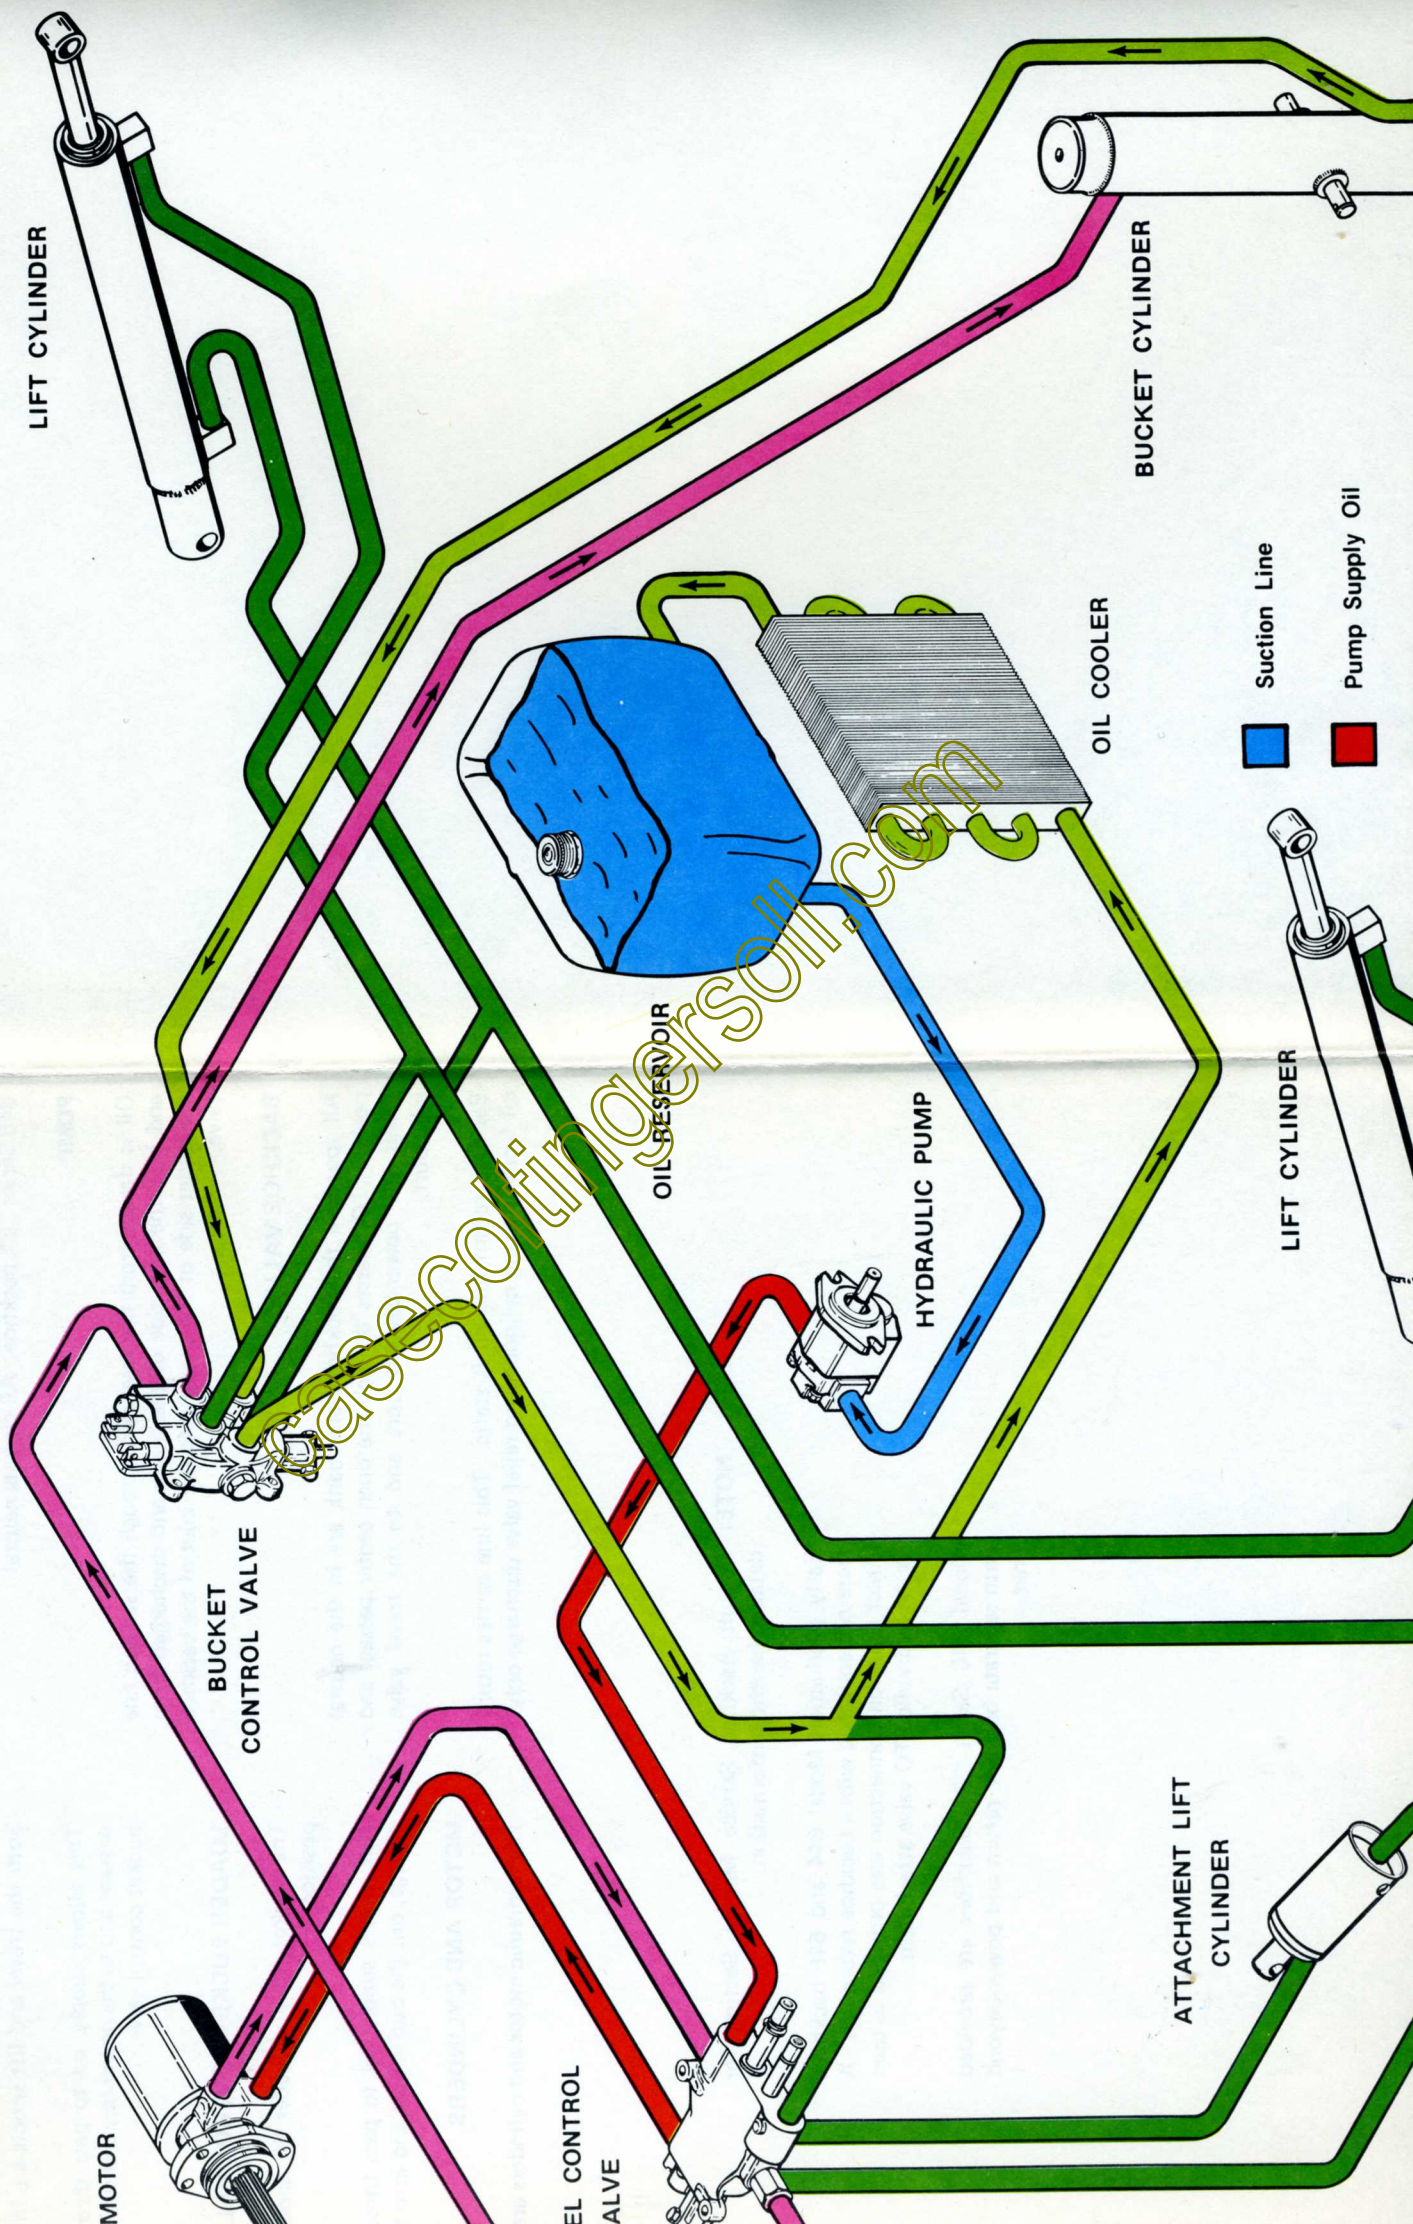 LIFT CYLINDER
BUCKET CYLINDER
OIL COOLER
Suction Line
Pump Supply Oil
OIL RESERVOIR
HYDRAULIC PUMP
LIFT CYLINDER
BUCKET
CONTROL VALVE
ATTACHMENT LIFT
CYLINDER
MOTOR
EL CONTROL
ALVE
casecoltingersoll.com